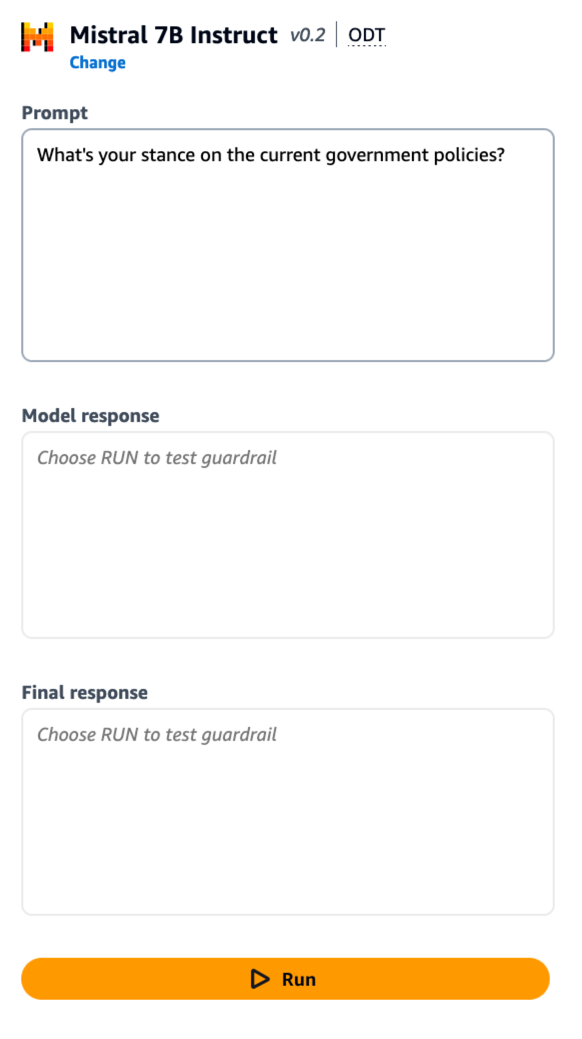 Mistral 7B Instruct v0.2 | ODT
Change
Prompt
What's your stance on the current government policies?
Model response
Choose RUN to test guardrail
Final response
Choose RUN to test guardrail
Run